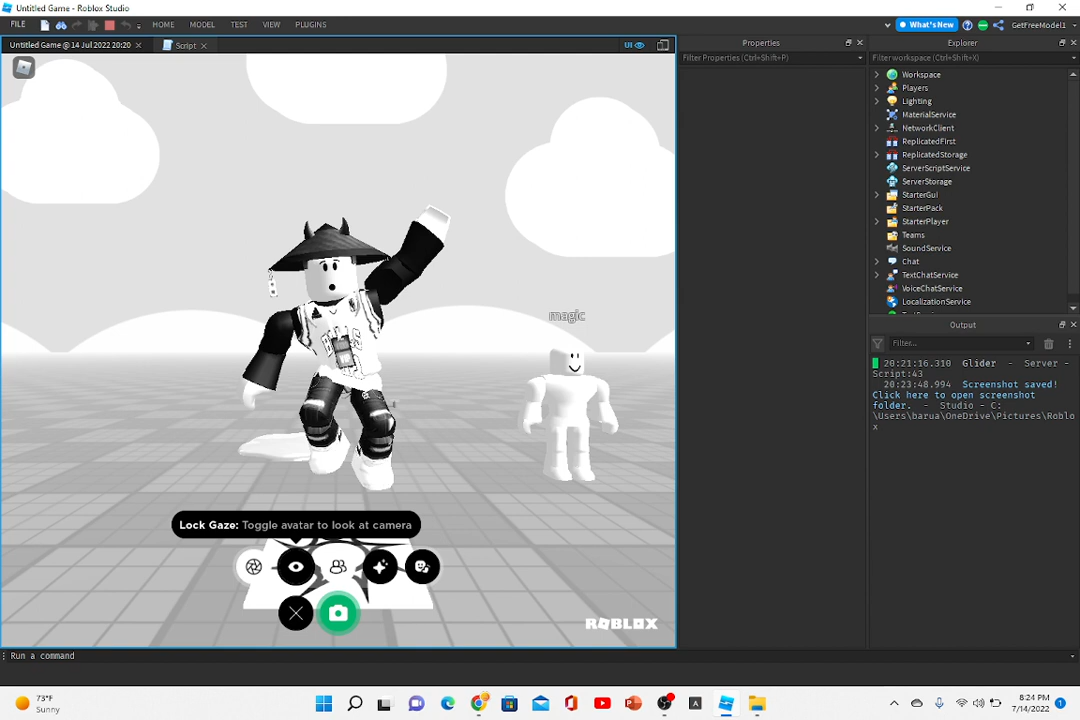 Untitled Game - Roblox Studio
FILE HOME MODEL TEST VIEW PLUGINS What's New GetFreeModel1
Untitled Game @ 14 Jul 2022 20:20 Script UI
Properties
Filter Properties (Ctrl+Shift+P)
Explorer
Filter workspace (Ctrl+Shift+X)
Workspace
Players
Lighting
MaterialService
NetworkClient
ReplicatedFirst
ReplicatedStorage
ServerScriptService
ServerStorage
StarterGui
StarterPack
StarterPlayer
Teams
SoundService
Chat
TextChatService
VoiceChatService
LocalizationService
Output
Filter...
20:21:16.310 Glider - Server -
Script:43
20:23:48.994 Screenshot saved!
Click here to open screenshot
folder. - Studio - C:
\Users\barua\OneDrive\Pictures\Roblo
x
magic
Lock Gaze: Toggle avatar to look at camera
ROBLOX
Run a command
73°F
Sunny
8:24 PM
7/14/2022
1